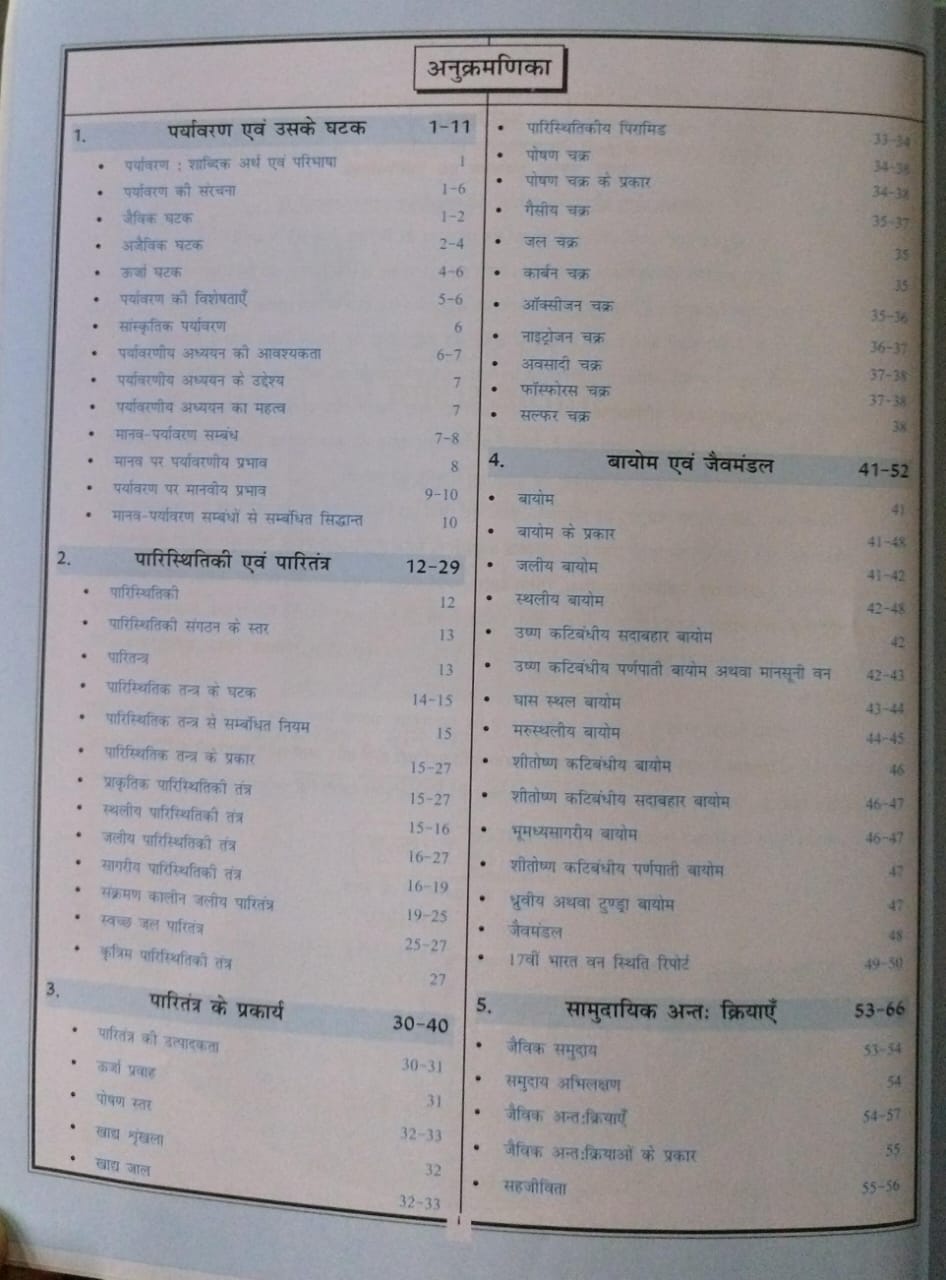 अनुक्रमणिका
1. पर्यावरण एवं उसके घटक 1-11
• पर्यावरण : शाब्दिक अर्थ एवं परिभाषा 1
• पर्यावरण की संरचना 1-6
• जैविक घटक 1-2
• अजैविक घटक 2-4
• ऊर्जा घटक 4-6
• पर्यावरण की विशेषताएँ 5-6
• सांस्कृतिक पर्यावरण 6
• पर्यावरणीय अध्ययन की आवश्यकता 6-7
• पर्यावरणीय अध्ययन के उद्देश्य 7
• पर्यावरणीय अध्ययन का महत्व 7
• मानव-पर्यावरण सम्बंध 7-8
• मानव पर पर्यावरणीय प्रभाव 8
• पर्यावरण पर मानवीय प्रभाव 9-10
• मानव-पर्यावरण सम्बंधों से सम्बंधित सिद्धान्त 10
2. पारिस्थितिकी एवं पारितंत्र 12-29
• पारिस्थितिकी 12
• पारिस्थितिकी संगठन के स्तर 13
• पारितन्त्र 13
• पारिस्थितिक तन्त्र के घटक 14-15
• पारिस्थितिक तन्त्र से सम्बंधित नियम 15
• पारिस्थितिक तन्त्र के प्रकार 15-27
• प्राकृतिक पारिस्थितिकी तंत्र 15-27
• स्थलीय पारिस्थितिकी तंत्र 15-16
• जलीय पारिस्थितिकी तंत्र 16-27
• सागरीय पारिस्थितिकी तंत्र 16-19
• संक्रमण कालीन जलीय पारितंत्र 19-25
• स्वच्छ जल पारितंत्र 25-27
• कृत्रिम पारिस्थितिकी तंत्र 27
3. पारितंत्र के प्रकार्य 30-40
• पारितंत्र की उत्पादकता 30-31
• ऊर्जा प्रवाह 31
• पोषण स्तर 32-33
• खाद्य शृंखला 32
• खाद्य जाल 32-33
• पारिस्थितिकीय पिरामिड 33-34
• पोषण चक्र 34-38
• पोषण चक्र के प्रकार 34-38
• गैसीय चक्र 35-37
• जल चक्र 35
• कार्बन चक्र 35
• ऑक्सीजन चक्र 35-36
• नाइट्रोजन चक्र 36-37
• अवसादी चक्र 37-38
• फॉस्फोरस चक्र 37-38
• सल्फर चक्र 38
4. बायोम एवं जैवमंडल 41-52
• बायोम 41
• बायोम के प्रकार 41-48
• जलीय बायोम 41-42
• स्थलीय बायोम 42-48
• उष्ण कटिबंधीय सदाबहार बायोम 42
• उष्ण कटिबंधीय पर्णपाती बायोम अथवा मानसूनी वन 42-43
• घास स्थल बायोम 43-44
• मरुस्थलीय बायोम 44-45
• शीतोष्ण कटिबंधीय बायोम 46
• शीतोष्ण कटिबंधीय सदाबहार बायोम 46-47
• भूमध्यसागरीय बायोम 46-47
• शीतोष्ण कटिबंधीय पर्णपाती बायोम 47
• ध्रुवीय अथवा टुण्ड्रा बायोम 47
• जैवमंडल 48
• 17वीं भारत वन स्थिति रिपोर्ट 49-50
5. सामुदायिक अन्तः क्रियाएँ 53-66
• जैविक समुदाय 53-54
• समुदाय अभिलक्षण 54
• जैविक अन्तःक्रियाएँ 54-57
• जैविक अन्तःक्रियाओं के प्रकार 55
• सहजीविता 55-56